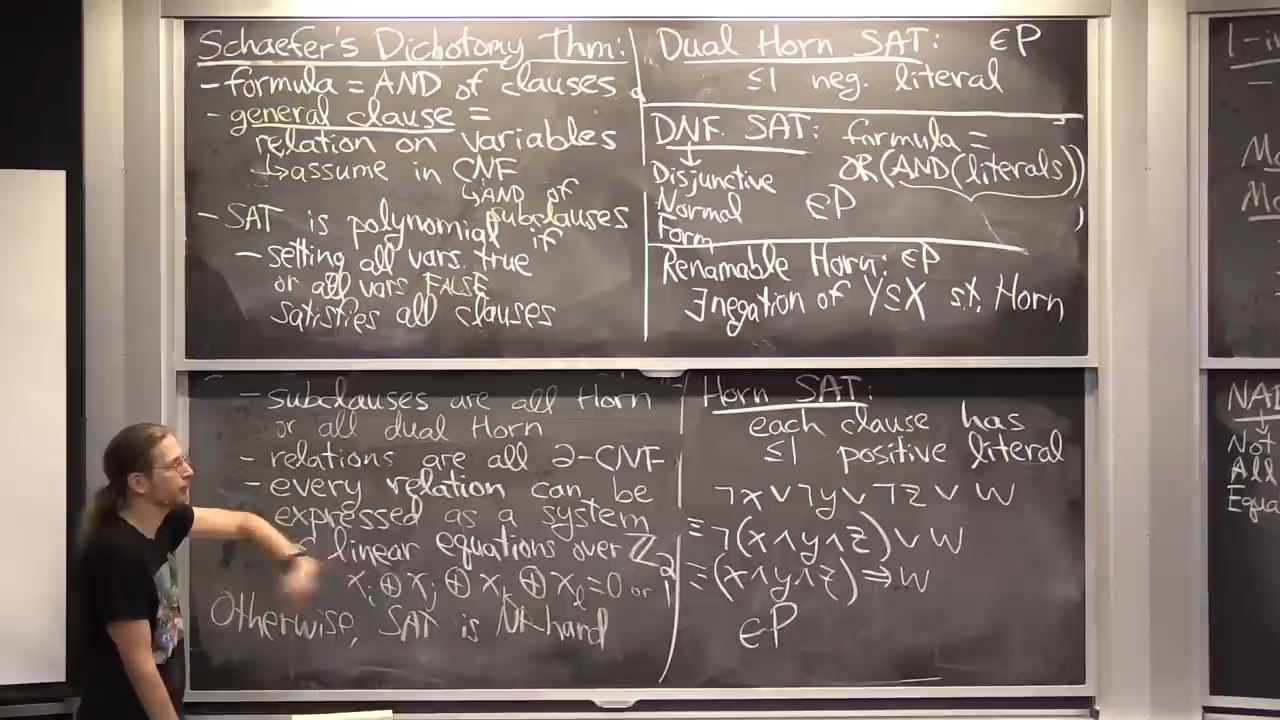 Schaefer's Dichotomy Thm:
- formula = AND of clauses
- general clause =
relation on variables
↳ assume in CNF
↳ AND of
subclauses
- SAT is polynomial if
- setting all vars. true
or all vars FALSE
satisfies all clauses
- subclauses are all Horn
or all dual Horn
- relations are all 2-CNF
- every relation can be
expressed as a system
linear equations over ℤ₂
xᵢ ⊕ xⱼ ⊕ xₖ ⊕ xₗ = 0 or 1
Otherwise, SAT is NP-hard
Dual Horn SAT: ∈P
≤1 neg. literal
DNF SAT: formula =
OR(AND(literals))
↓
Disjunctive
Normal
Form
∈P
Renamable Horn: ∈P
∃ negation of Y⊆X s.t. Horn
Horn SAT:
each clause has
≤1 positive literal
¬x ∨ ¬y ∨ ¬z ∨ w
≡ ¬(x ∧ y ∧ z) ∨ w
≡ (x ∧ y ∧ z) ⇒ w
∈P
1-i
NA
↓
Not
All
Equa